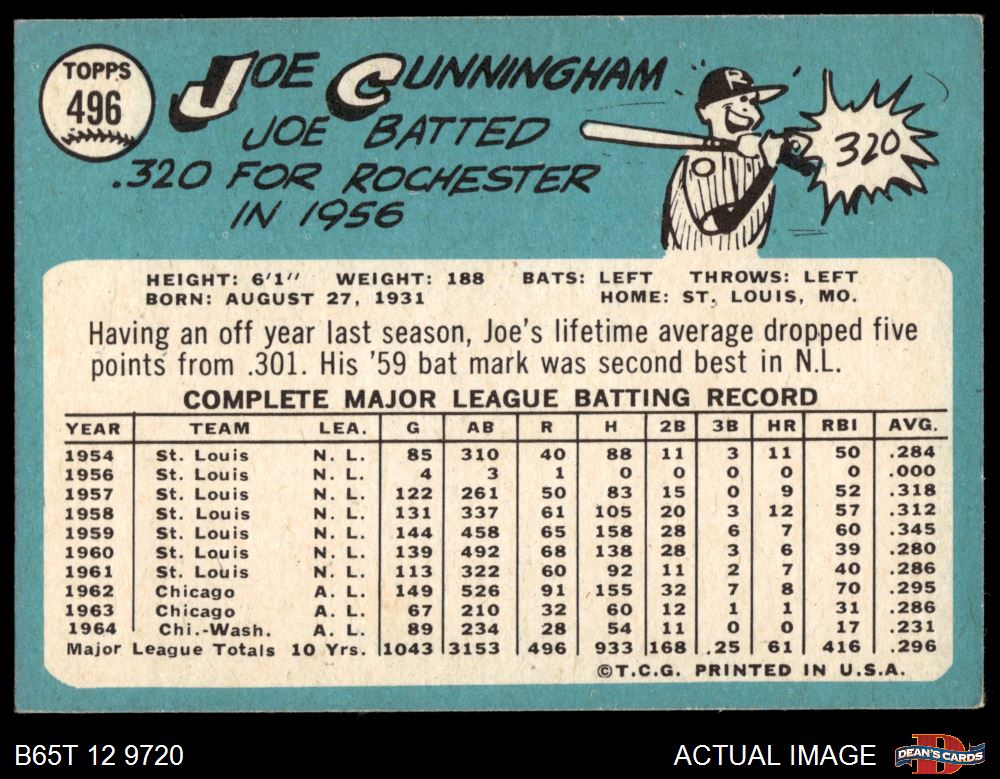 TOPPS
496
JOE CUNNINGHAM
JOE BATTED
.320 FOR ROCHESTER
IN 1956
R
320
HEIGHT: 6'1" WEIGHT: 188 BATS: LEFT THROWS: LEFT
BORN: AUGUST 27, 1931 HOME: ST. LOUIS, MO.
Having an off year last season, Joe's lifetime average dropped five
points from .301. His '59 bat mark was second best in N.L.
COMPLETE MAJOR LEAGUE BATTING RECORD
YEAR TEAM LEA. G AB R H 2B 3B HR RBI AVG.
1954 St. Louis N. L. 85 310 40 88 11 3 11 50 .284
1956 St. Louis N. L. 4 3 1 0 0 0 0 0 .000
1957 St. Louis N. L. 122 261 50 83 15 0 9 52 .318
1958 St. Louis N. L. 131 337 61 105 20 3 12 57 .312
1959 St. Louis N. L. 144 458 65 158 28 6 7 60 .345
1960 St. Louis N. L. 139 492 68 138 28 3 6 39 .280
1961 St. Louis N. L. 113 322 60 92 11 2 7 40 .286
1962 Chicago A. L. 149 526 91 155 32 7 8 70 .295
1963 Chicago A. L. 67 210 32 60 12 1 1 31 .286
1964 Chi.-Wash. A. L. 89 234 28 54 11 0 0 17 .231
Major League Totals 10 Yrs. 1043 3153 496 933 168 .25 61 416 .296
©T.C.G. PRINTED IN U.S.A.
B65T 12 9720
ACTUAL IMAGE
D
DEAN'S CARDS